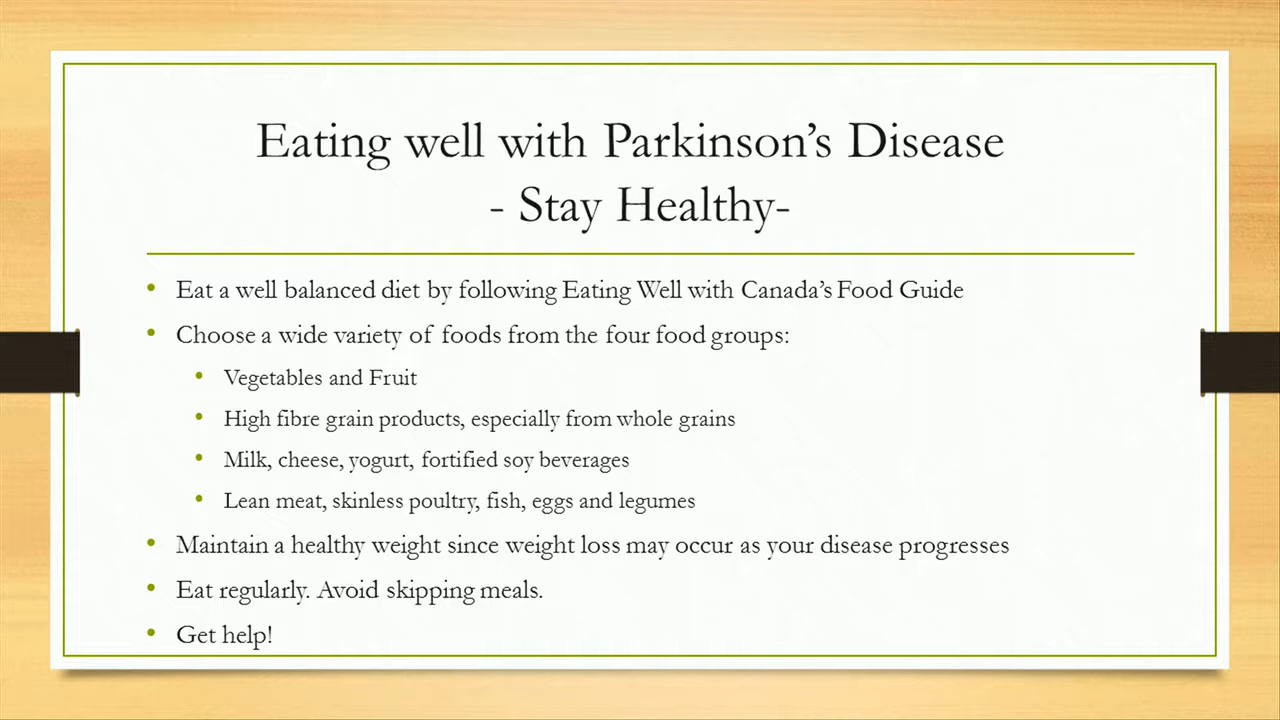 Eating well with Parkinson’s Disease
- Stay Healthy-
• Eat a well balanced diet by following Eating Well with Canada’s Food Guide
• Choose a wide variety of foods from the four food groups:
• Vegetables and Fruit
• High fibre grain products, especially from whole grains
• Milk, cheese, yogurt, fortified soy beverages
• Lean meat, skinless poultry, fish, eggs and legumes
• Maintain a healthy weight since weight loss may occur as your disease progresses
• Eat regularly. Avoid skipping meals.
• Get help!